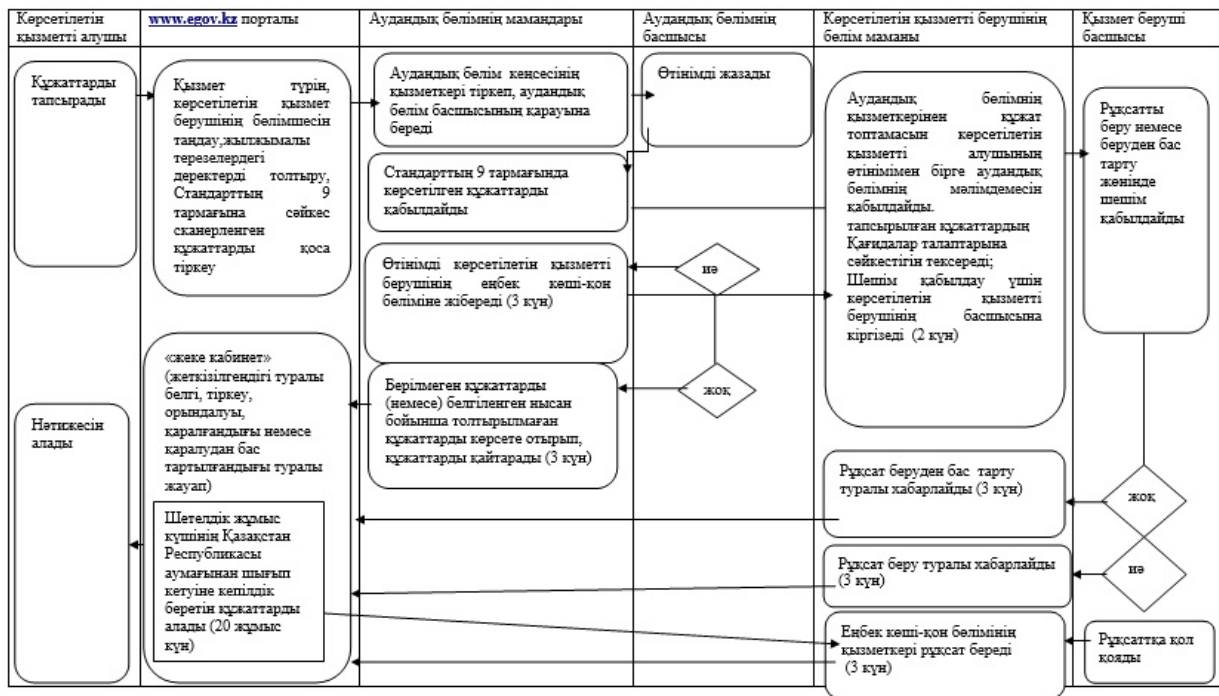 Көрсетілетін
қызметті алушы
www.egov.kz порталы
Аудандық бөлімнің мамандары
Аудандық бөлімнің
басшысы
Көрсетілетін қызметті берушінің
бөлім маманы
Қызмет беруші
басшысы
Құжаттарды
тапсырады
Қызмет түрін,
көрсетілетін қызмет
берушінің бөлімшесін
таңдау,жылжымалы
терезелердегі
деректерді толтыру,
Стандарттың 9
тармағына сәйкес
сканерленген
құжаттарды қоса
тіркеу
Аудандық бөлім кеңсесінің
қызметкері тіркеп, аудандық
бөлім басшысының қарауына
береді
Өтінімді жазады
Аудандық бөлімнің
қызметкерінен құжат
топтамасын көрсетілетін
қызметті алушының
өтінімімен бірге аудандық
бөлімнің мәлімдемесін
қабылдайды.
тапсырылған құжаттардың
Қағидалар талаптарына
сәйкестігін тексереді;
Шешім қабылдау үшін
көрсетілетін қызметті
берушінің басшысына
кіргізеді (2 күн)
Рұқсатты
беру немесе
беруден бас
тарту
жөнінде
шешім
қабылдайды
Стандарттың 9 тармағында
көрсетілген құжаттарды
қабылдайды
Өтінімді көрсетілетін қызметті
берушінің еңбек көші-қон
бөліміне жібереді (3 күн)
иә
«жеке кабинет»
(жеткізілгендігі туралы
белгі, тіркеу,
орындалуы,
қаралғандығы немесе
қаралудан бас
тартылғандығы туралы
жауап)
Берілмеген құжаттарды
(немесе) белгіленген нысан
бойынша толтырылмаған
құжаттарды көрсете отырып,
құжаттарды қайтарады (3 күн)
жоқ
Нәтижесін
алады
Рұқсат беруден бас тарту
туралы хабарлайды (3 күн)
жоқ
Шетелдік жұмыс
күшінің Қазақстан
Республикасы
аумағынан шығып
кетуіне кепілдік
беретін құжаттарды
алады (20 жұмыс
күн)
Рұқсат беру туралы хабарлайды
(3 күн)
иә
Еңбек көші-қон бөлімінің
қызметкері рұқсат береді
(3 күн)
Рұқсатқа қол
қояды